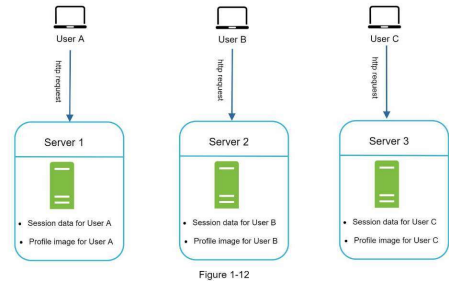 User A
User B
User C
http request
http request
http request
Server 1
Server 2
Server 3
• Session data for User A
• Profile image for User A
• Session data for User B
• Profile image for User B
• Session data for User C
• Profile image for User C
Figure 1-12